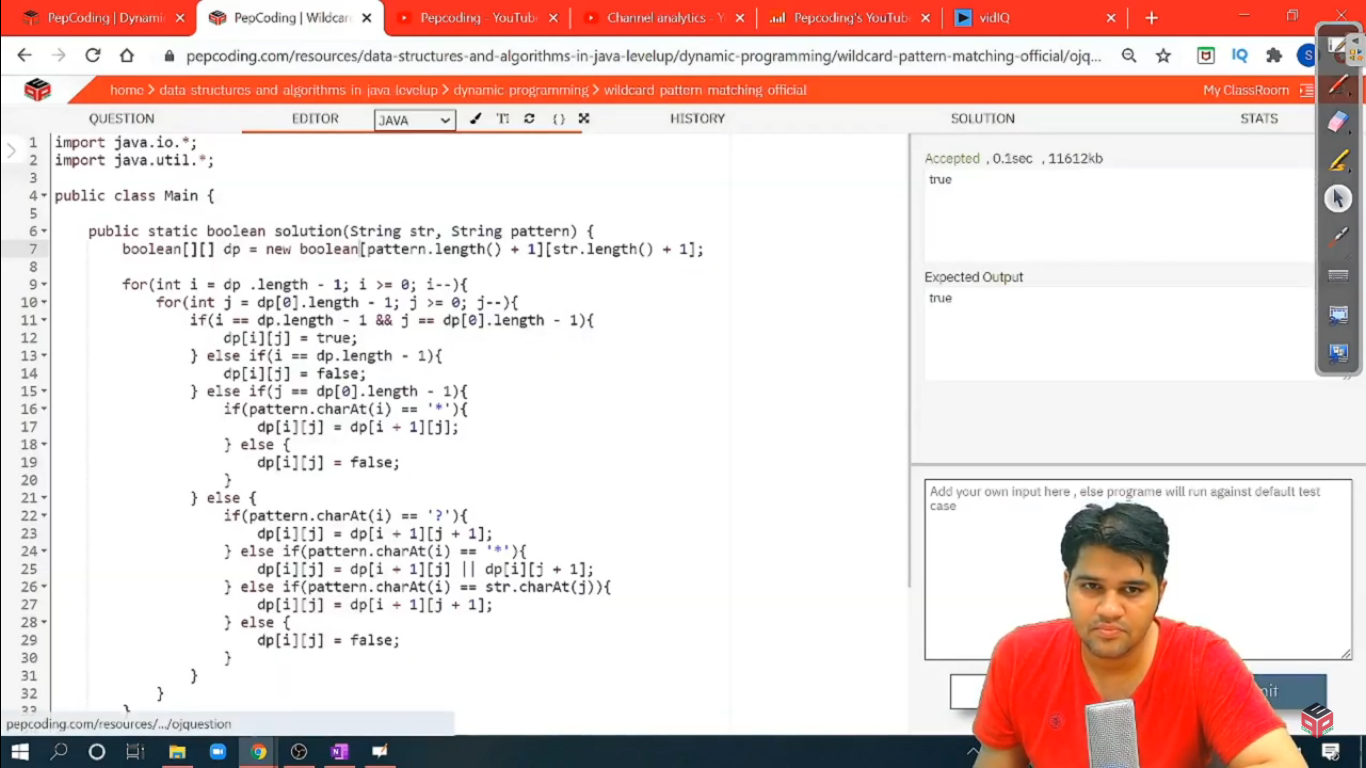 PepCoding | Dynamic
PepCoding | Wildcar
Pepcoding - YouTube
Channel analytics - Y
Pepcoding's YouTub
vidIQ
pepcoding.com/resources/data-structures-and-algorithms-in-java-levelup/dynamic-programming/wildcard-pattern-matching-official/ojq...
IQ
S
home > data structures and algorithms in java levelup > dynamic programming > wildcard pattern matching official
My ClassRoom
QUESTION
EDITOR
JAVA
HISTORY
SOLUTION
STATS
1 import java.io.*;
2 import java.util.*;
3
4 public class Main {
5
6 public static boolean solution(String str, String pattern) {
7 boolean[][] dp = new boolean[pattern.length() + 1][str.length() + 1];
8
9 for(int i = dp .length - 1; i >= 0; i--){
10 for(int j = dp[0].length - 1; j >= 0; j--){
11 if(i == dp.length - 1 && j == dp[0].length - 1){
12 dp[i][j] = true;
13 } else if(i == dp.length - 1){
14 dp[i][j] = false;
15 } else if(j == dp[0].length - 1){
16 if(pattern.charAt(i) == '*'){
17 dp[i][j] = dp[i + 1][j];
18 } else {
19 dp[i][j] = false;
20 }
21 } else {
22 if(pattern.charAt(i) == '?'){
23 dp[i][j] = dp[i + 1][j + 1];
24 } else if(pattern.charAt(i) == '*'){
25 dp[i][j] = dp[i + 1][j] || dp[i][j + 1];
26 } else if(pattern.charAt(i) == str.charAt(j)){
27 dp[i][j] = dp[i + 1][j + 1];
28 } else {
29 dp[i][j] = false;
30 }
31 }
32 }
33 }
Accepted , 0.1sec , 11612kb
true
Expected Output
true
Add your own input here , else programe will run against default test
case
pepcoding.com/resources/.../ojquestion